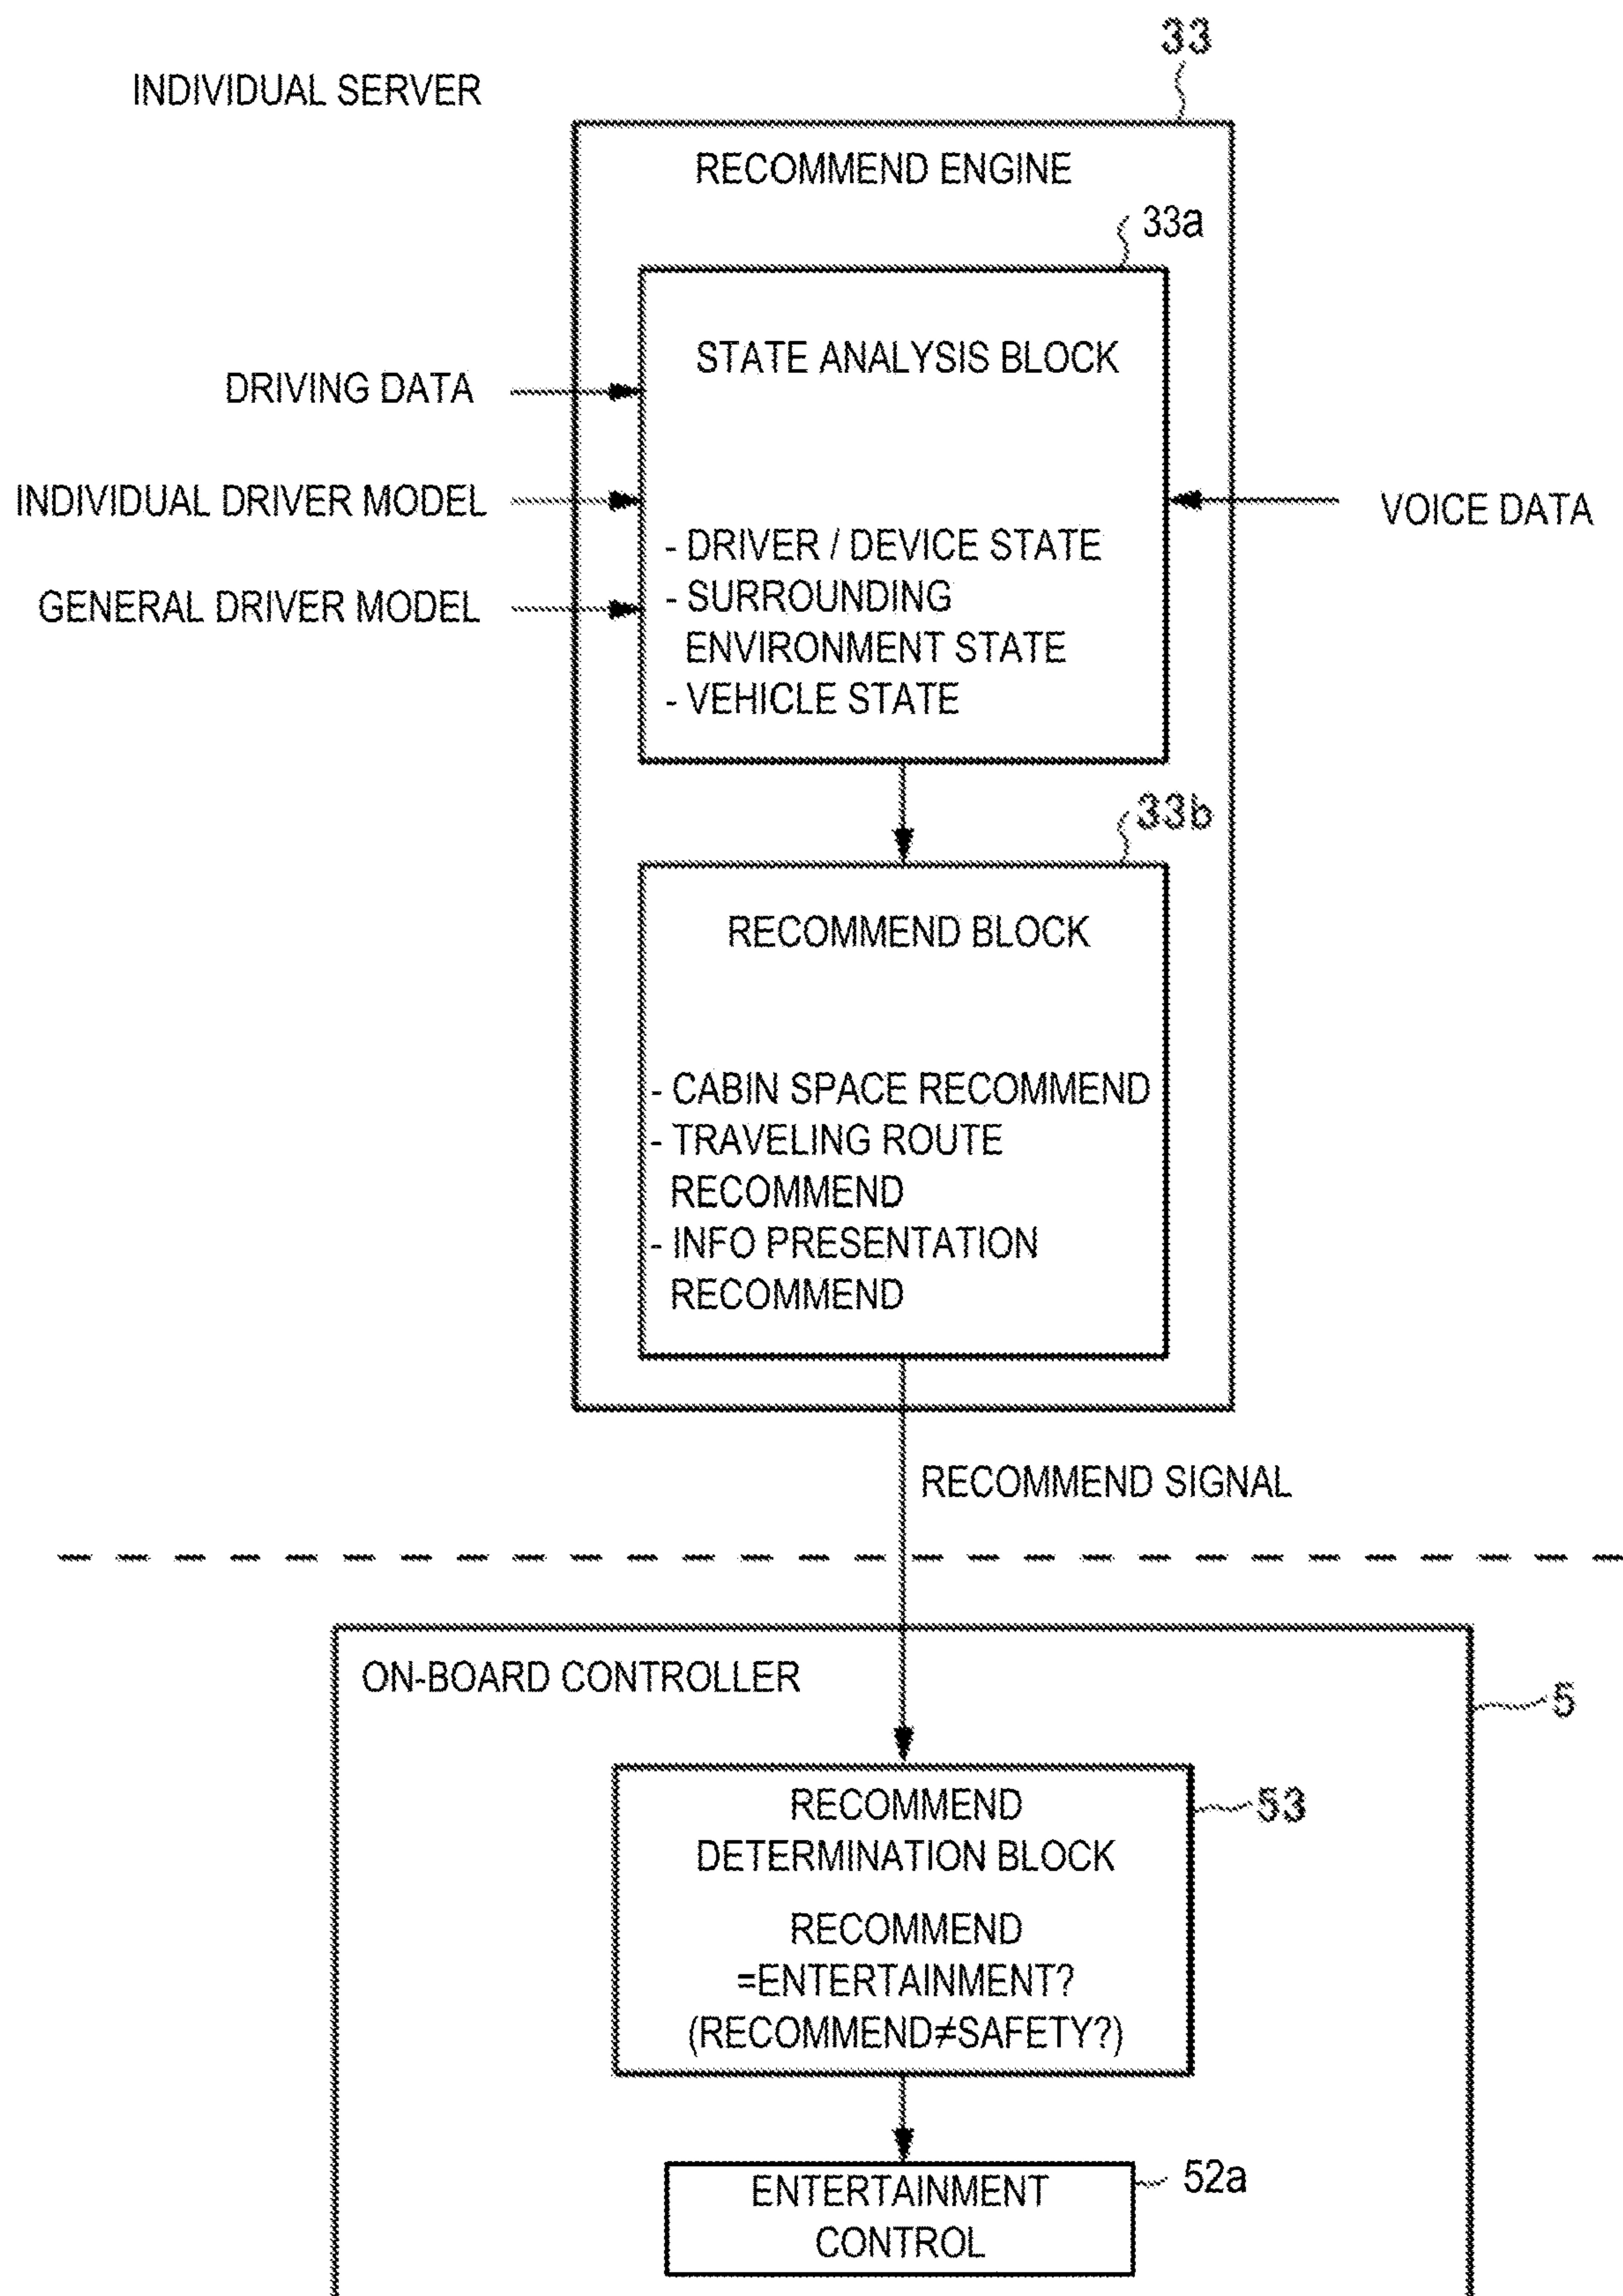 33
INDIVIDUAL SERVER
RECOMMEND ENGINE
33a
STATE ANALYSIS BLOCK
DRIVING DATA
INDIVIDUAL DRIVER MODEL
GENERAL DRIVER MODEL
VOICE DATA
- DRIVER / DEVICE STATE
- SURROUNDING
ENVIRONMENT STATE
- VEHICLE STATE
33b
RECOMMEND BLOCK
- CABIN SPACE RECOMMEND
- TRAVELING ROUTE
RECOMMEND
- INFO PRESENTATION
RECOMMEND
RECOMMEND SIGNAL
ON-BOARD CONTROLLER
5
53
RECOMMEND
DETERMINATION BLOCK
RECOMMEND
=ENTERTAINMENT?
(RECOMMEND≠SAFETY?)
52a
ENTERTAINMENT
CONTROL